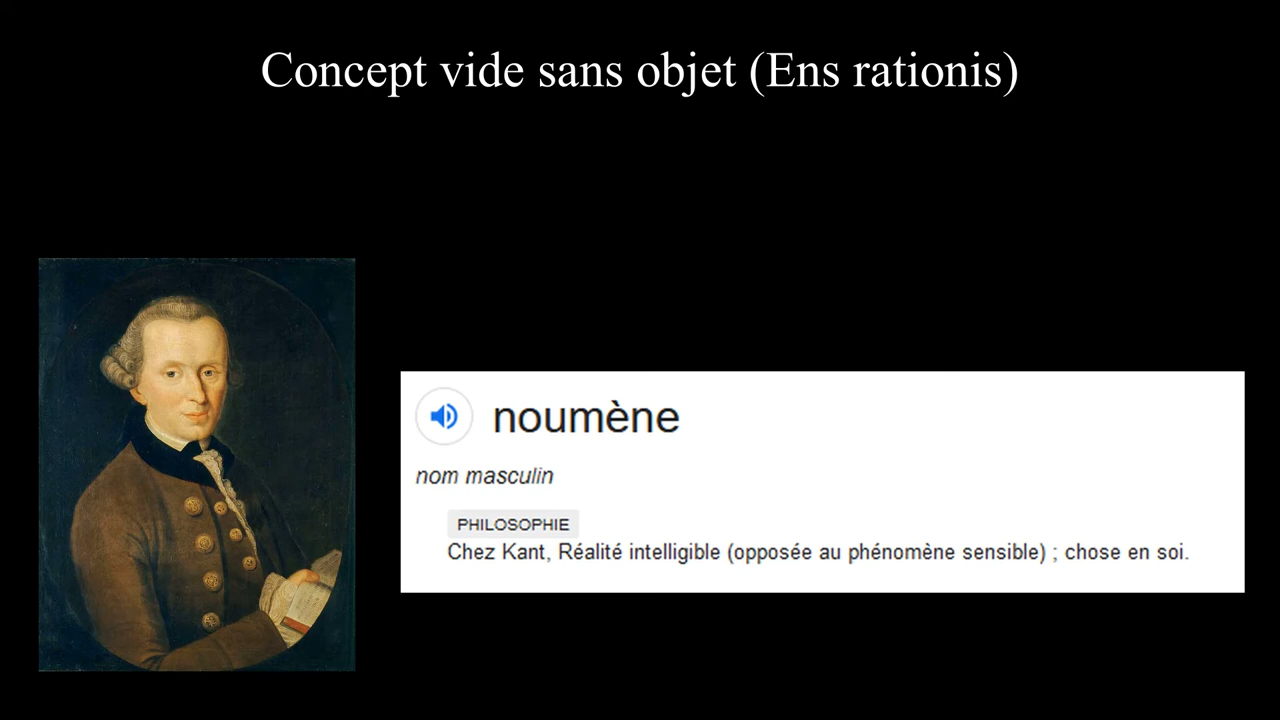 Concept vide sans objet (Ens rationis)
noumène
nom masculin
PHILOSOPHIE
Chez Kant, Réalité intelligible (opposée au phénomène sensible) ; chose en soi.